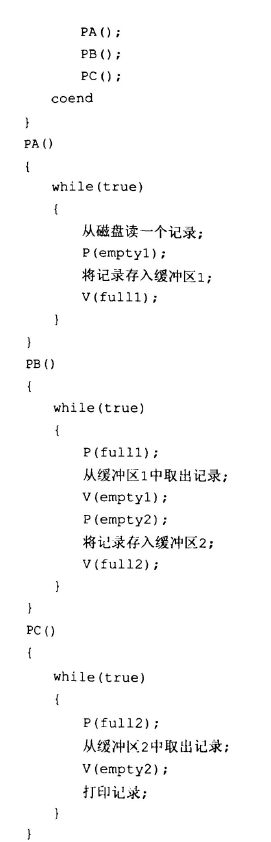 PA();
PB();
PC();
coend
}
PA()
{
while(true)
{
从磁盘读一个记录;
P(empty1);
将记录存入缓冲区1;
V(full1);
}
}
PB()
{
while(true)
{
P(full1);
从缓冲区1中取出记录;
V(empty1);
P(empty2);
将记录存入缓冲区2;
V(full2);
}
}
PC()
{
while(true)
{
P(full2);
从缓冲区2中取出记录;
V(empty2);
打印记录;
}
}